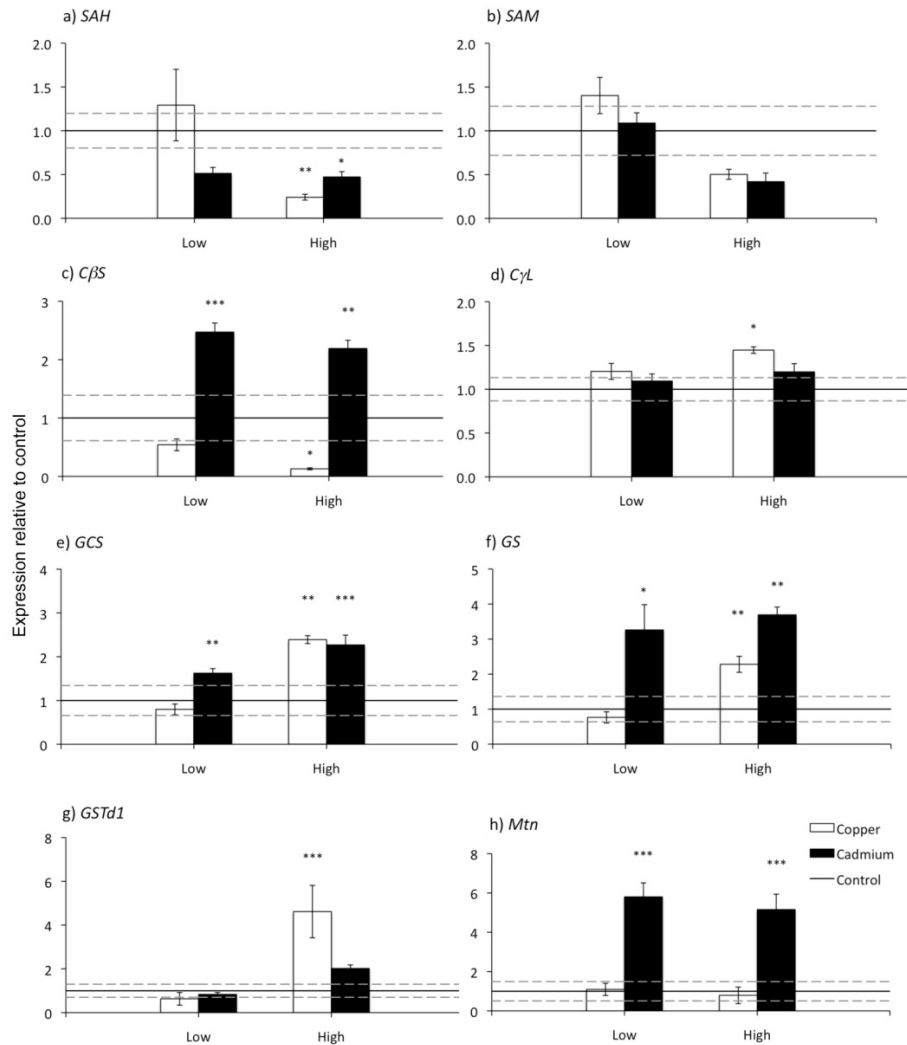 a) SAH
2.0
1.5
1.0
0.5
0.0
**
*
Low
High
b) SAM
2.0
1.5
1.0
0.5
0.0
Low
High
c) CβS
3
2
1
0
***
**
*
Low
High
d) CγL
2.0
1.5
1.0
0.5
0.0
*
Low
High
Expression relative to control
e) GCS
4
3
2
1
0
**
**
***
Low
High
f) GS
5
4
3
2
1
0
*
**
**
Low
High
g) GSTd1
8
6
4
2
0
***
Low
High
h) Mtn
8
6
4
2
0
***
***
Low
High
Copper
Cadmium
Control